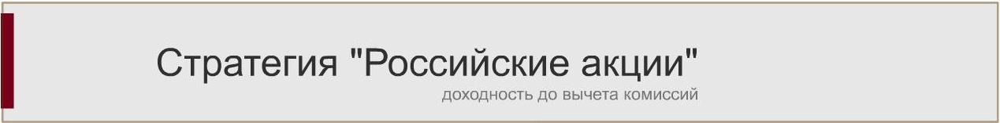 Стратегия "Российские акции"
доходность до вычета комиссий